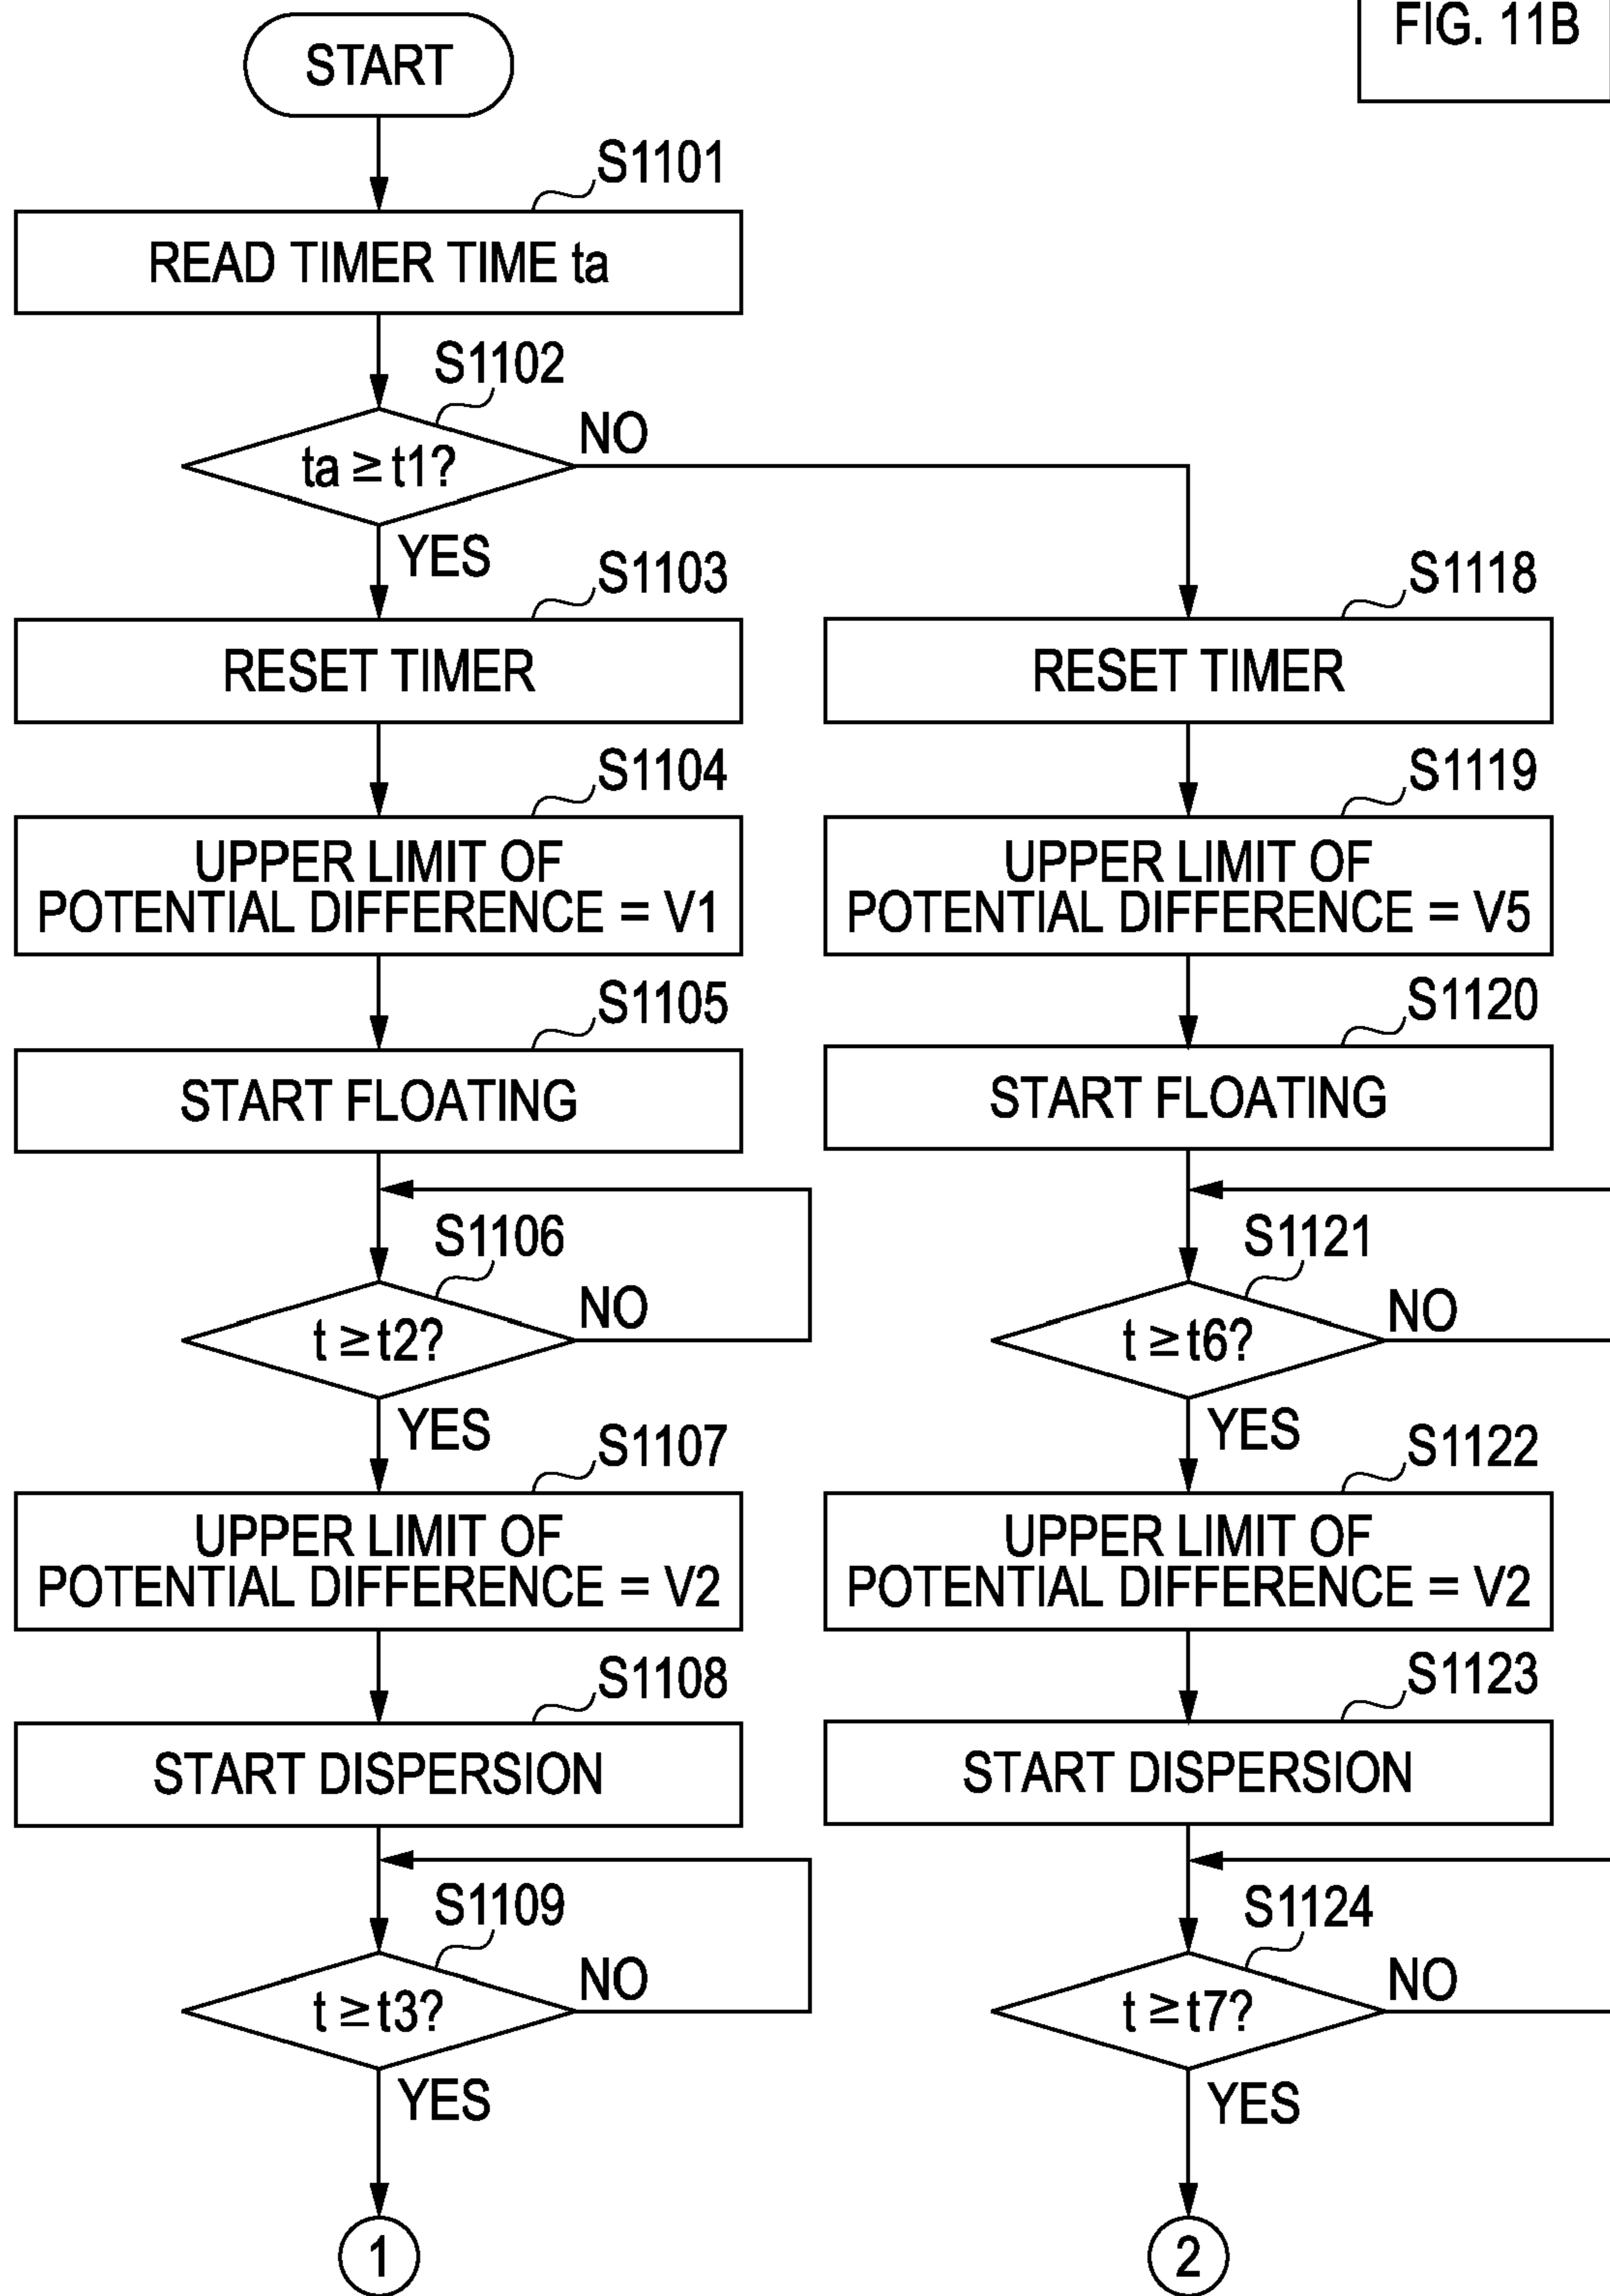 FIG. 11B
START
S1101
READ TIMER TIME ta
S1102
ta ≥ t1?
NO
YES
S1103
RESET TIMER
S1104
UPPER LIMIT OF
POTENTIAL DIFFERENCE = V1
S1105
START FLOATING
S1106
t ≥ t2?
NO
YES
S1107
UPPER LIMIT OF
POTENTIAL DIFFERENCE = V2
S1108
START DISPERSION
S1109
t ≥ t3?
NO
YES
1
S1118
RESET TIMER
S1119
UPPER LIMIT OF
POTENTIAL DIFFERENCE = V5
S1120
START FLOATING
S1121
t ≥ t6?
NO
YES
S1122
UPPER LIMIT OF
POTENTIAL DIFFERENCE = V2
S1123
START DISPERSION
S1124
t ≥ t7?
NO
YES
2